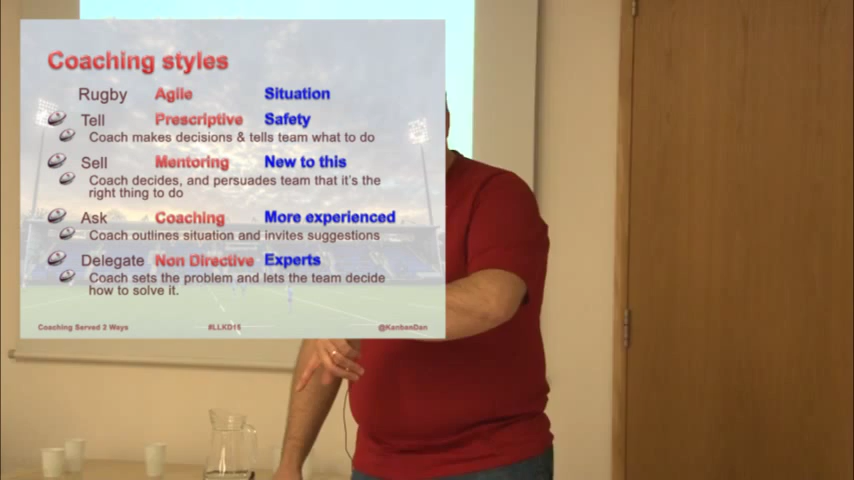 Coaching styles
Rugby Agile Situation
Tell Prescriptive Safety
Coach makes decisions & tells team what to do
Sell Mentoring New to this
Coach decides, and persuades team that it's the
right thing to do
Ask Coaching More experienced
Coach outlines situation and invites suggestions
Delegate Non Directive Experts
Coach sets the problem and lets the team decide
how to solve it.
Coaching Served 2 Ways #LLKD16 @KanbanDan